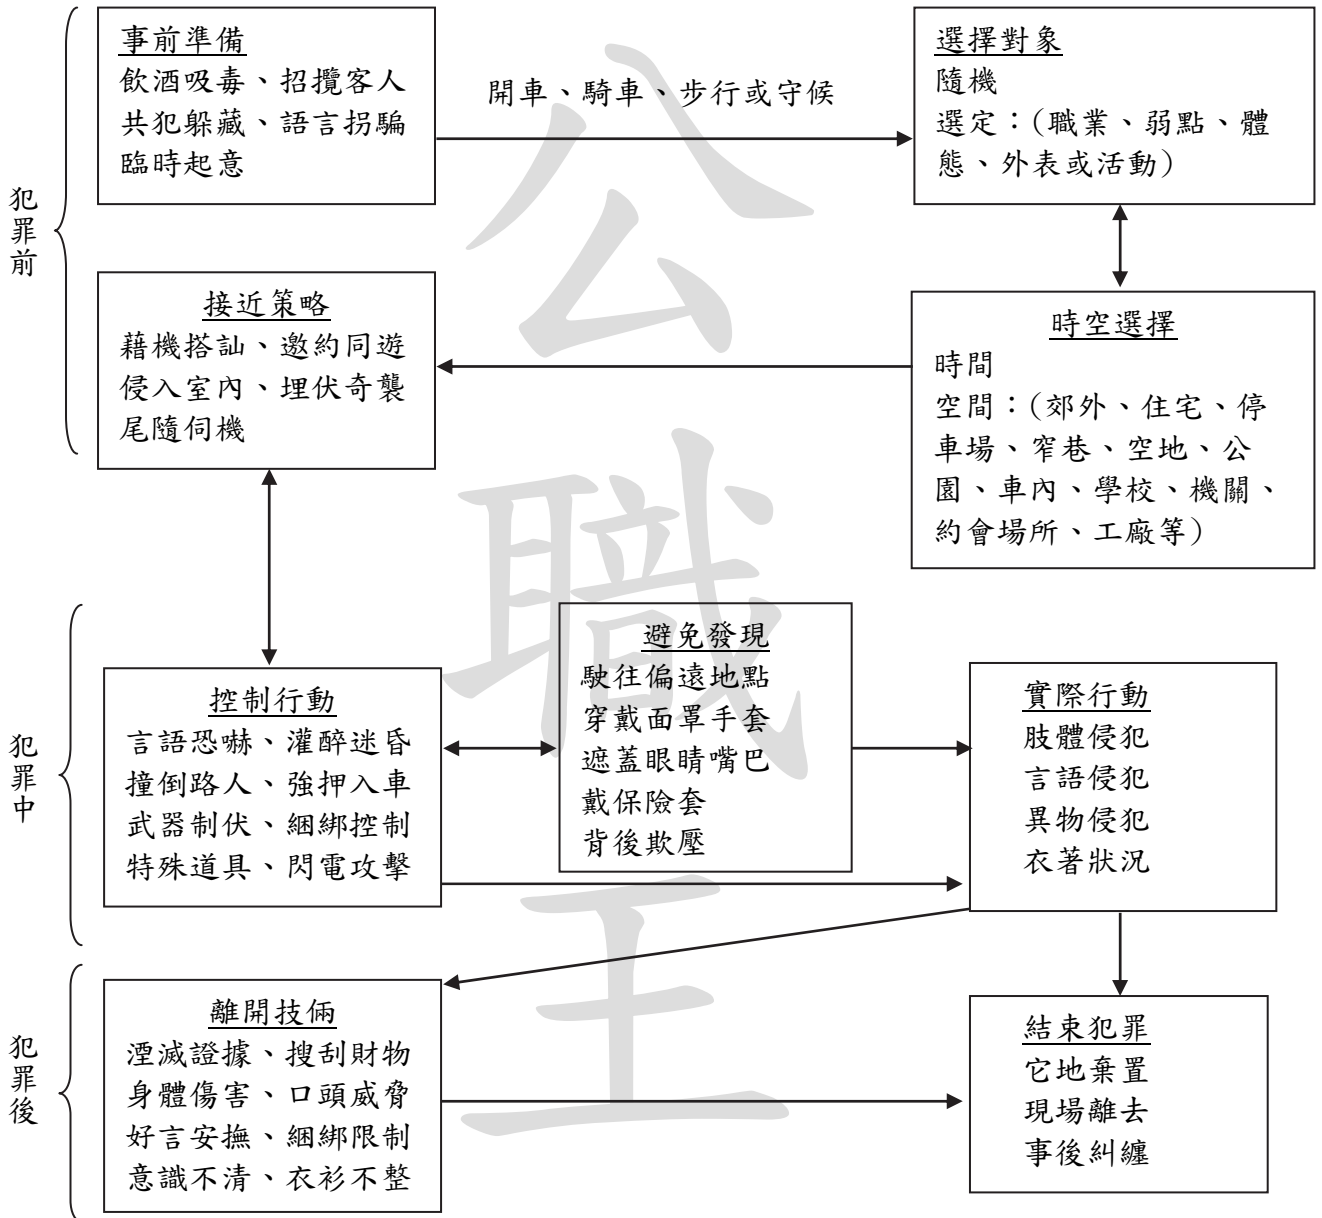 犯罪前
事前準備
飲酒吸毒、招攬客人
共犯躲藏、語言拐騙
臨時起意
開車、騎車、步行或守候
選擇對象
隨機
選定：(職業、弱點、體
態、外表或活動)
接近策略
藉機搭訕、邀約同遊
侵入室內、埋伏奇襲
尾隨伺機
時空選擇
時間
空間：(郊外、住宅、停
車場、窄巷、空地、公
園、車內、學校、機關、
約會場所、工廠等)
犯罪中
控制行動
言語恐嚇、灌醉迷昏
撞倒路人、強押入車
武器制伏、綑綁控制
特殊道具、閃電攻擊
避免發現
駛往偏遠地點
穿戴面罩手套
遮蓋眼睛嘴巴
戴保險套
背後欺壓
實際行動
肢體侵犯
言語侵犯
異物侵犯
衣著狀況
犯罪後
離開技倆
湮滅證據、搜刮財物
身體傷害、口頭威脅
好言安撫、綑綁限制
意識不清、衣衫不整
結束犯罪
它地棄置
現場離去
事後糾纏
公職王